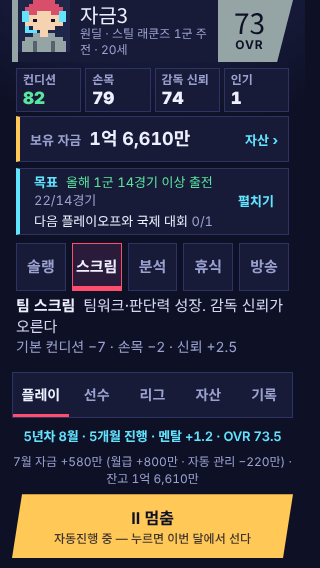 자금3
원딜 · 스틸 래쿤즈 1군 주
전 · 20세
73
OVR
컨디션
82
손목
79
감독 신뢰
74
인기
1
보유 자금 1억 6,610만 자산 ›
목표 올해 1군 14경기 이상 출전
22/14경기
다음 플레이오프와 국제 대회 0/1
펼치기
솔랭 스크림 분석 휴식 방송
팀 스크림 팀워크·판단력 성장. 감독 신뢰가
오른다
기본 컨디션 −7 · 손목 −2 · 신뢰 +2.5
플레이 선수 리그 자산 기록
5년차 8월 · 5개월 진행 · 멘탈 +1.2 · OVR 73.5
7월 자금 +580만 (월급 +800만 · 자동 관리 −220만) ·
잔고 1억 6,610만
II 멈춤
자동진행 중 — 누르면 이번 달에서 선다